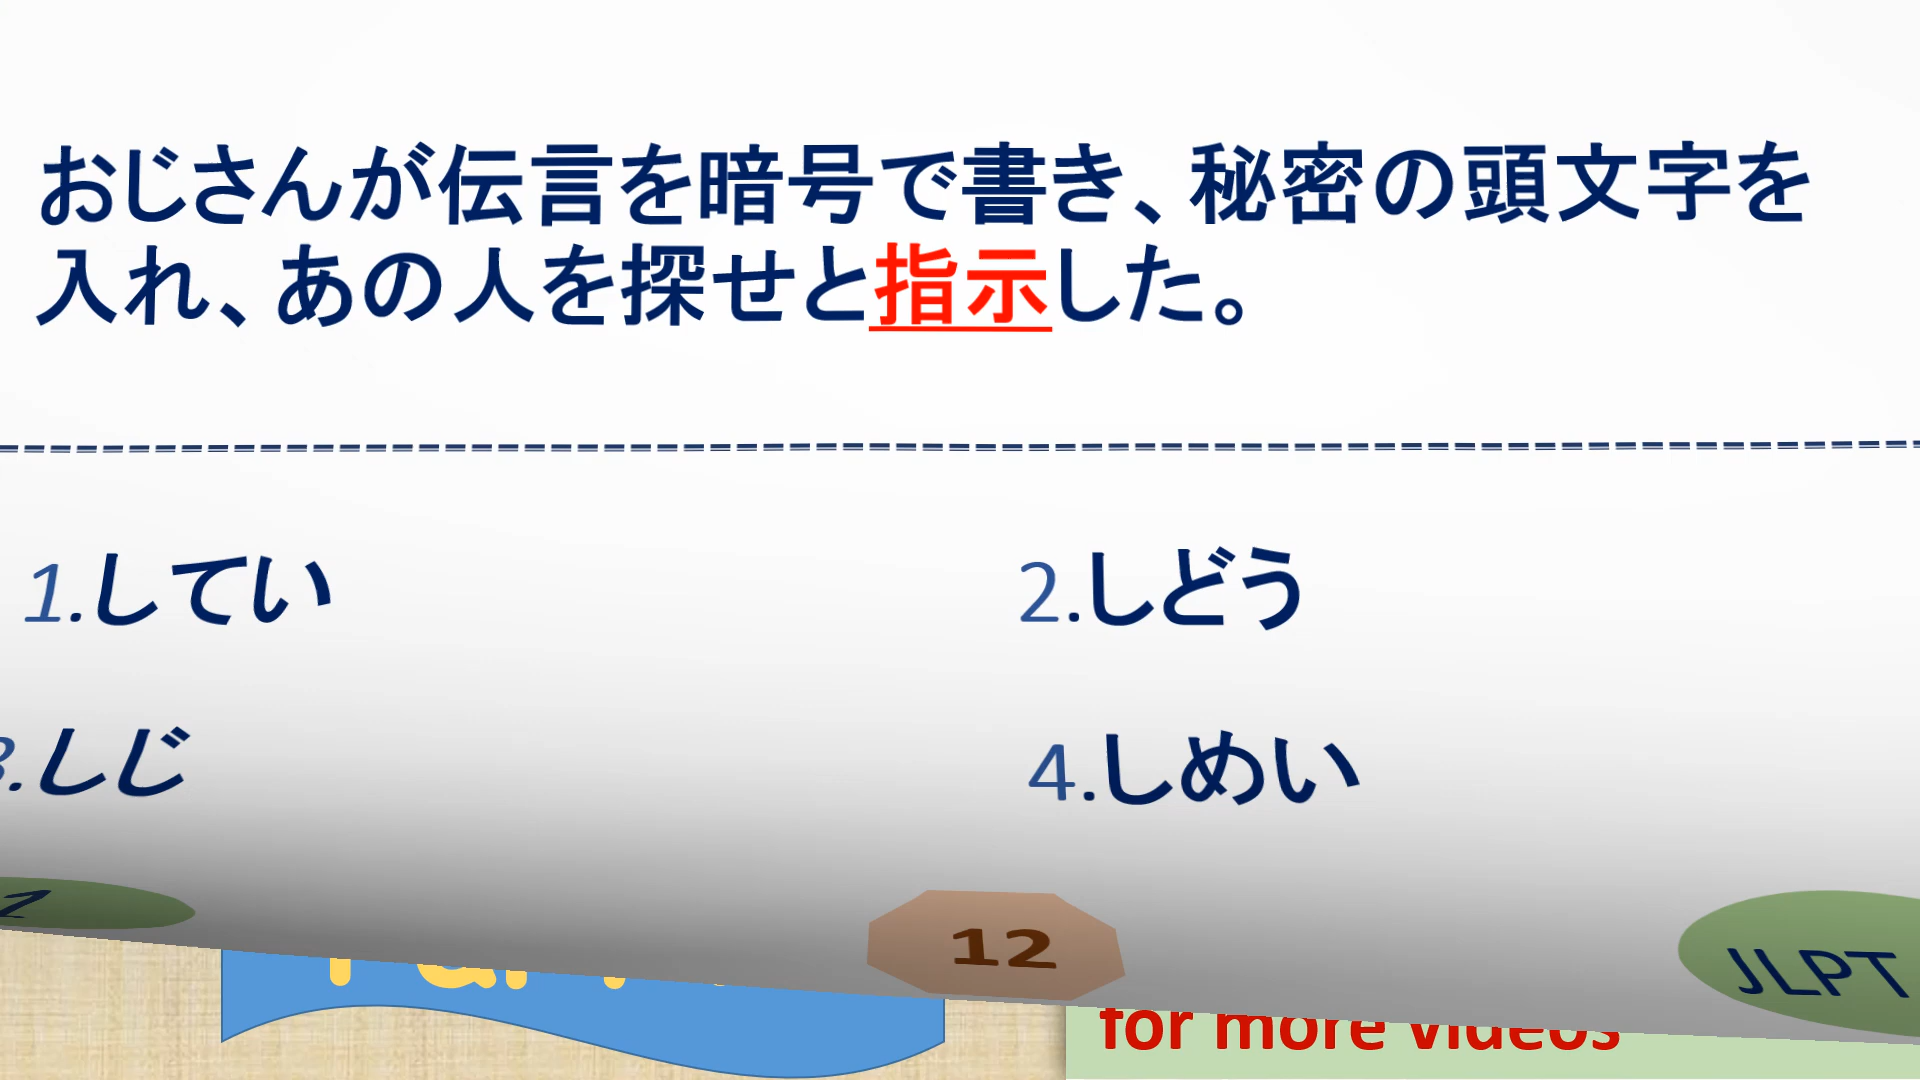 おじさんが伝言を暗号で書き、秘密の頭文字を
入れ、あの人を探せと指示した。
1.してい
2.しどう
3.しじ
4.しめい
12
JLPT
for more videos